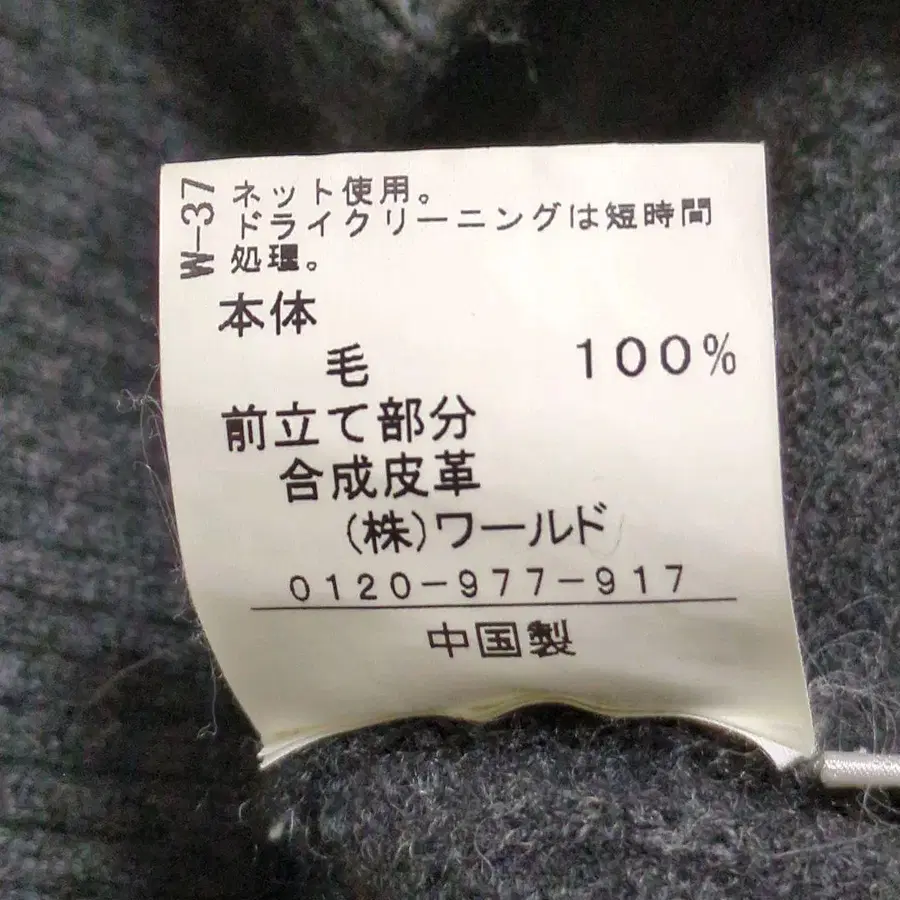 W-37
ネット使用。
ドライクリーニングは短時間
処理。
本体
毛 100%
前立て部分
合成皮革
(株)ワールド
0120-977-917
中国製